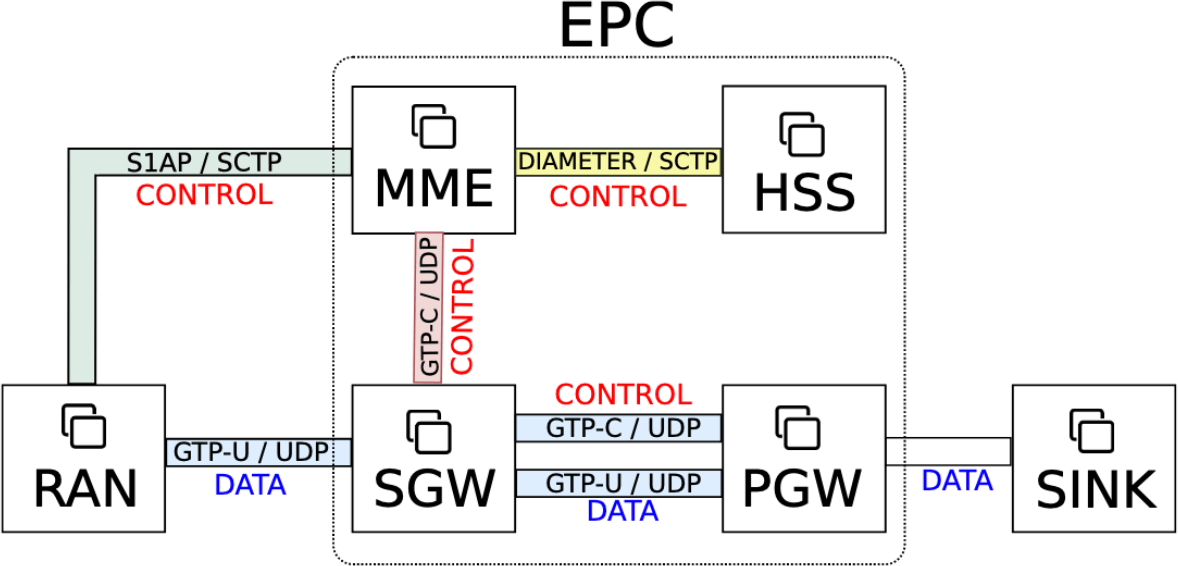 EPC
S1AP / SCTP
CONTROL
MME
DIAMETER / SCTP
CONTROL
HSS
GTP-C / UDP
CONTROL
RAN
GTP-U / UDP
DATA
SGW
CONTROL
GTP-C / UDP
GTP-U / UDP
DATA
PGW
DATA
SINK